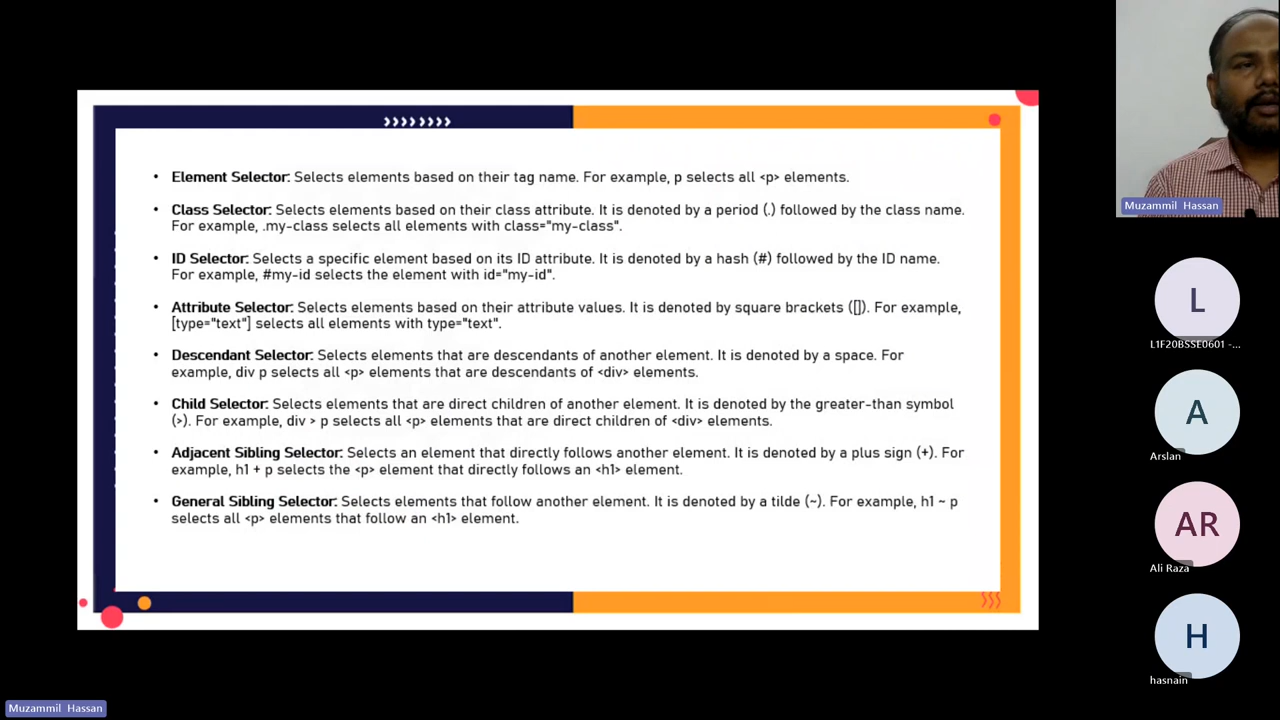 ❯❯❯❯❯❯❯❯
• Element Selector: Selects elements based on their tag name. For example, p selects all <p> elements.
• Class Selector: Selects elements based on their class attribute. It is denoted by a period (.) followed by the class name.
For example, .my-class selects all elements with class="my-class".
• ID Selector: Selects a specific element based on its ID attribute. It is denoted by a hash (#) followed by the ID name.
For example, #my-id selects the element with id="my-id".
• Attribute Selector: Selects elements based on their attribute values. It is denoted by square brackets ([]). For example,
[type="text"] selects all elements with type="text".
• Descendant Selector: Selects elements that are descendants of another element. It is denoted by a space. For
example, div p selects all <p> elements that are descendants of <div> elements.
• Child Selector: Selects elements that are direct children of another element. It is denoted by the greater-than symbol
(>). For example, div > p selects all <p> elements that are direct children of <div> elements.
• Adjacent Sibling Selector: Selects an element that directly follows another element. It is denoted by a plus sign (+). For
example, h1 + p selects the <p> element that directly follows an <h1> element.
• General Sibling Selector: Selects elements that follow another element. It is denoted by a tilde (~). For example, h1 ~ p
selects all <p> elements that follow an <h1> element.
Muzammil Hassan
L
L1F20BSSE0601 -...
A
Arslan
AR
Ali Raza
H
hasnain
Muzammil Hassan